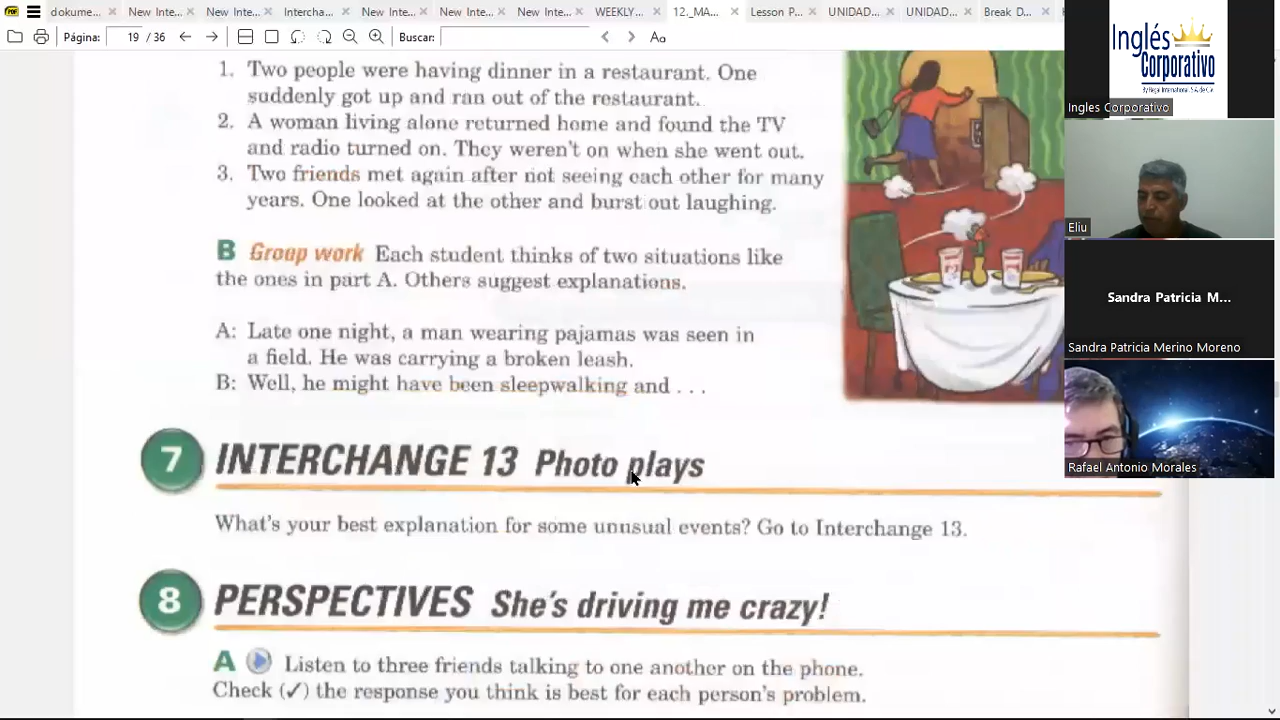 dokume...
New Inte...
New Inte...
Intercha...
New Inte...
New Inte...
New Inte...
WEEKLY...
12._MA...
Lesson P...
UNIDAD...
UNIDAD...
Break D...
Página:
19 / 36
Buscar:
Aa
1. Two people were having dinner in a restaurant. One
suddenly got up and ran out of the restaurant.
2. A woman living alone returned home and found the TV
and radio turned on. They weren't on when she went out.
3. Two friends met again after not seeing each other for many
years. One looked at the other and burst out laughing.
B Group work Each student thinks of two situations like
the ones in part A. Others suggest explanations.
A: Late one night, a man wearing pajamas was seen in
a field. He was carrying a broken leash.
B: Well, he might have been sleepwalking and . . .
7 INTERCHANGE 13 Photo plays
What's your best explanation for some unusual events? Go to Interchange 13.
8 PERSPECTIVES She's driving me crazy!
A Listen to three friends talking to one another on the phone.
Check (✓) the response you think is best for each person's problem.
Inglés
Corporativo
Ingles Corporativo
Eliu
Sandra Patricia M...
Sandra Patricia Merino Moreno
Rafael Antonio Morales